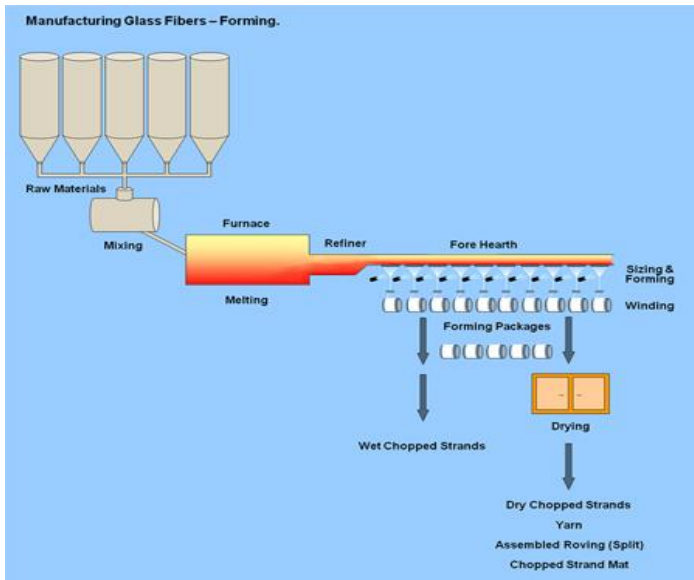 Manufacturing Glass Fibers – Forming.
Raw Materials
Mixing
Furnace
Melting
Refiner
Fore Hearth
Sizing &
Forming
Winding
Forming Packages
Wet Chopped Strands
Drying
Dry Chopped Strands
Yarn
Assembled Roving (Split)
Chopped Strand Mat